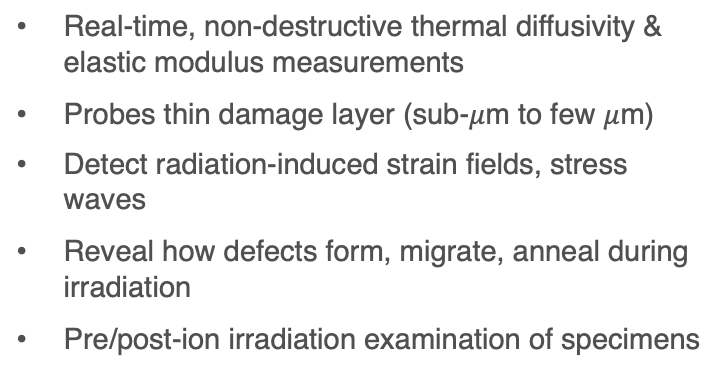 • Real-time, non-destructive thermal diffusivity &
elastic modulus measurements
• Probes thin damage layer (sub-μm to few μm)
• Detect radiation-induced strain fields, stress
waves
• Reveal how defects form, migrate, anneal during
irradiation
• Pre/post-ion irradiation examination of specimens